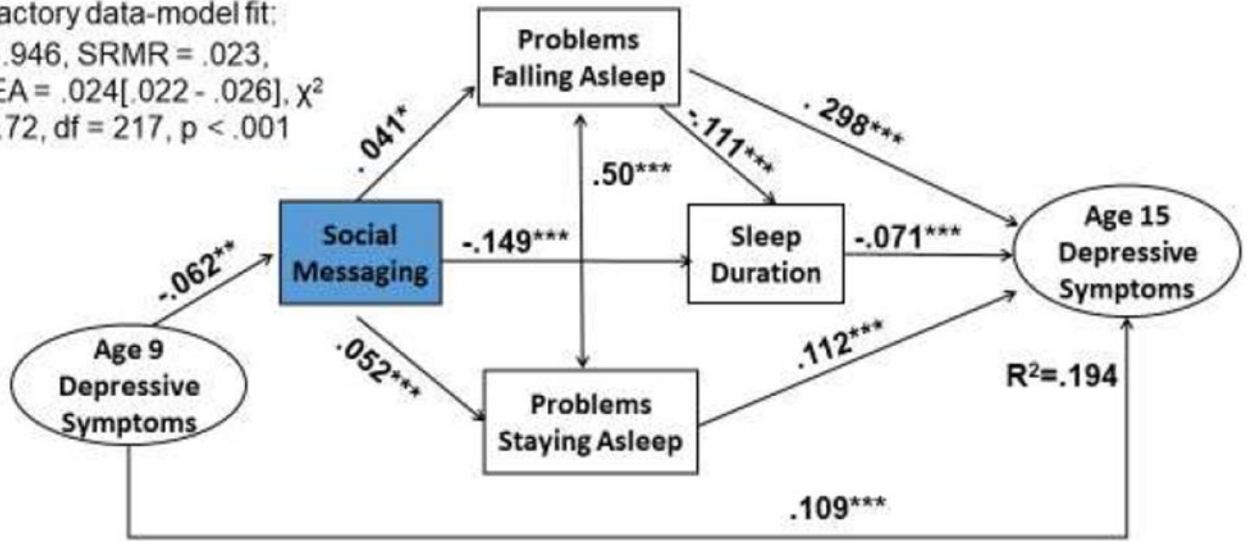 actory data-model fit:
.946, SRMR = .023,
EA = .024[.022 - .026], χ²
72, df = 217, p < .001
Problems
Falling Asleep
. 041*
-.111***
. 298***
.50***
Social
Messaging
-.149***
Sleep
Duration
-.071***
Age 15
Depressive
Symptoms
-.062**
Age 9
Depressive
Symptoms
.052***
Problems
Staying Asleep
.112***
R²=.194
.109***